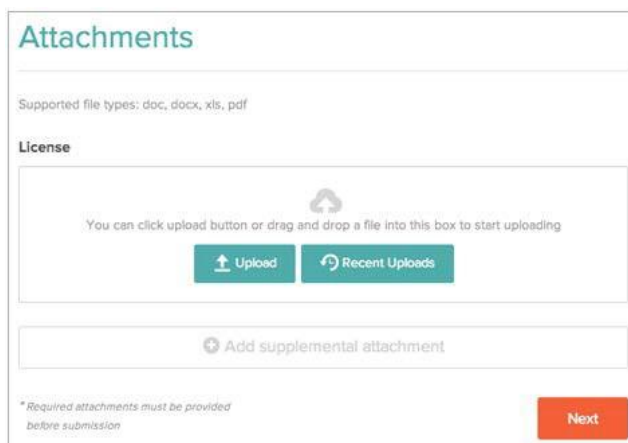 Attachments
Supported file types: doc, docx, xls, pdf
License
You can click upload button or drag and drop a file into this box to start uploading
Upload
Recent Uploads
Add supplemental attachment
* Required attachments must be provided
before submission
Next